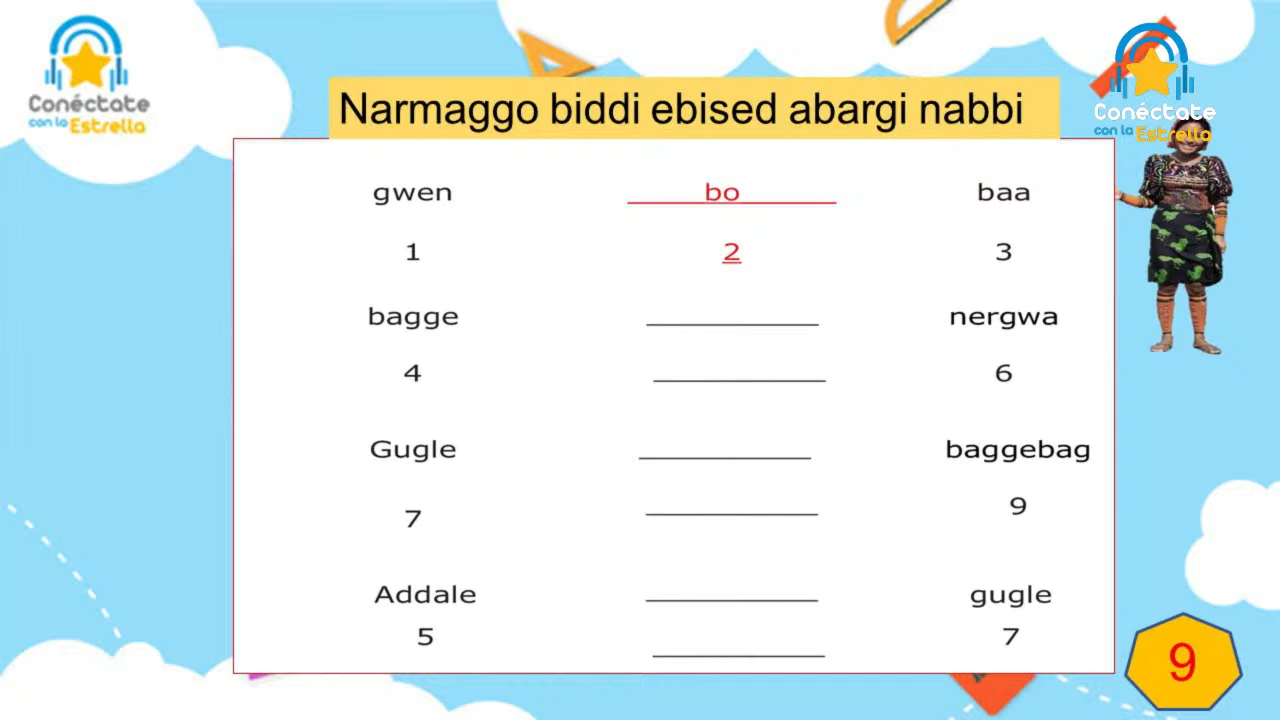 Conéctate
con la Estrella
Conéctate
con la Estrella
Narmaggo biddi ebised abargi nabbi
gwen bo baa
1 2 3
bagge nergwa
4 6
Gugle baggebag
7 9
Addale gugle
5 7
9